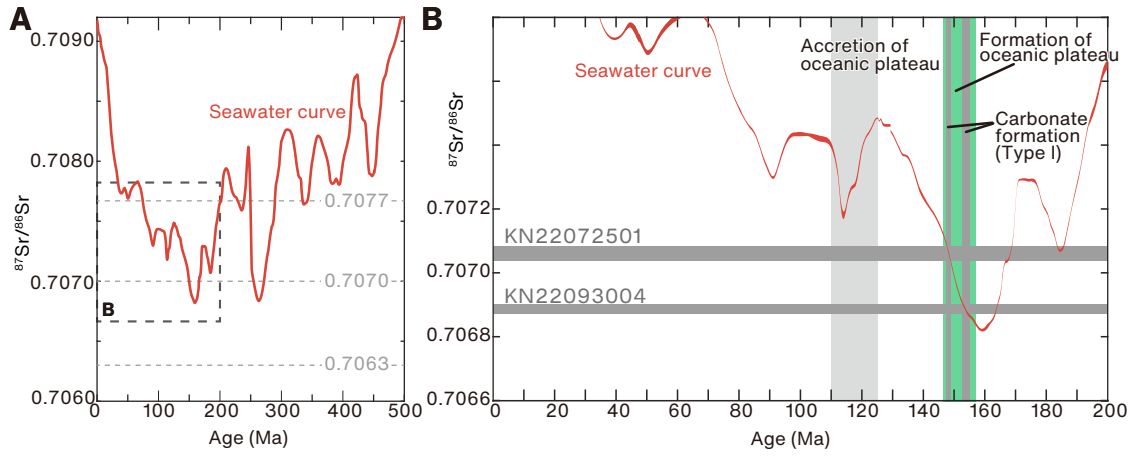 A
0.7090
0.7080
0.7070
0.7060
⁸⁷Sr/⁸⁶Sr
Seawater curve
0.7077
0.7070
0.7063
B
0
100
200
300
400
500
Age (Ma)
B
0.7072
0.7070
0.7068
0.7066
⁸⁷Sr/⁸⁶Sr
Seawater curve
Accretion of
oceanic plateau
Formation of
oceanic plateau
Carbonate
formation
(Type I)
KN22072501
KN22093004
0
20
40
60
80
100
120
140
160
180
200
Age (Ma)